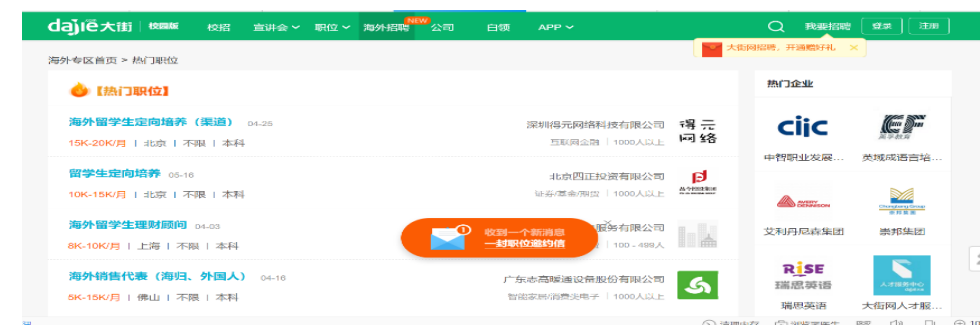 dajiē大街 校园版 校招 宣讲会 职位 海外招聘 NEW 公司 白领 APP 我要招聘 登录 注册
大街网招聘，开通赠好礼 ×
海外专区首页 > 热门职位
【热门职位】
海外留学生定向培养（渠道） 04-25
深圳得元网络科技有限公司
15K-20K/月 | 北京 | 不限 | 本科
互联网金融 | 1000人以上
得元
网络
留学生定向培养 05-16
北京四正投资有限公司
10K-15K/月 | 北京 | 不限 | 本科
证券/基金/期货 | 1000人以上
海外留学生理财顾问 04-03
服务有限公司
8K-10K/月 | 上海 | 不限 | 本科
100 - 499人
1
收到一个新消息
一封职位邀约信
海外销售代表（海归、外国人） 04-16
广东志高暖通设备股份有限公司
5K-15K/月 | 佛山 | 不限 | 本科
智能家居/消费类电子 | 1000人以上
热门企业
ciic
EF
英孚教育
中智职业发展...
英域成语言培...
AVERY
DENNISON
Chongbang Group
崇邦集团
艾利丹尼森集团
崇邦集团
RISE
瑞思英语
人才服务中心
瑞思英语
大街网人才服...